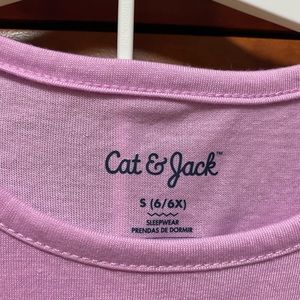 Cat & Jack™
S (6/6X)
SLEEPWEAR
PRENDAS DE DORMIR